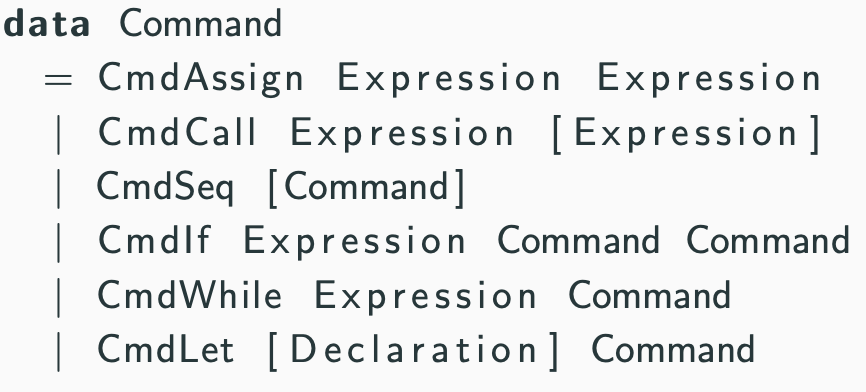 data Command
= CmdAssign Expression Expression
| CmdCall Expression [Expression]
| CmdSeq [Command]
| CmdIf Expression Command Command
| CmdWhile Expression Command
| CmdLet [Declaration] Command